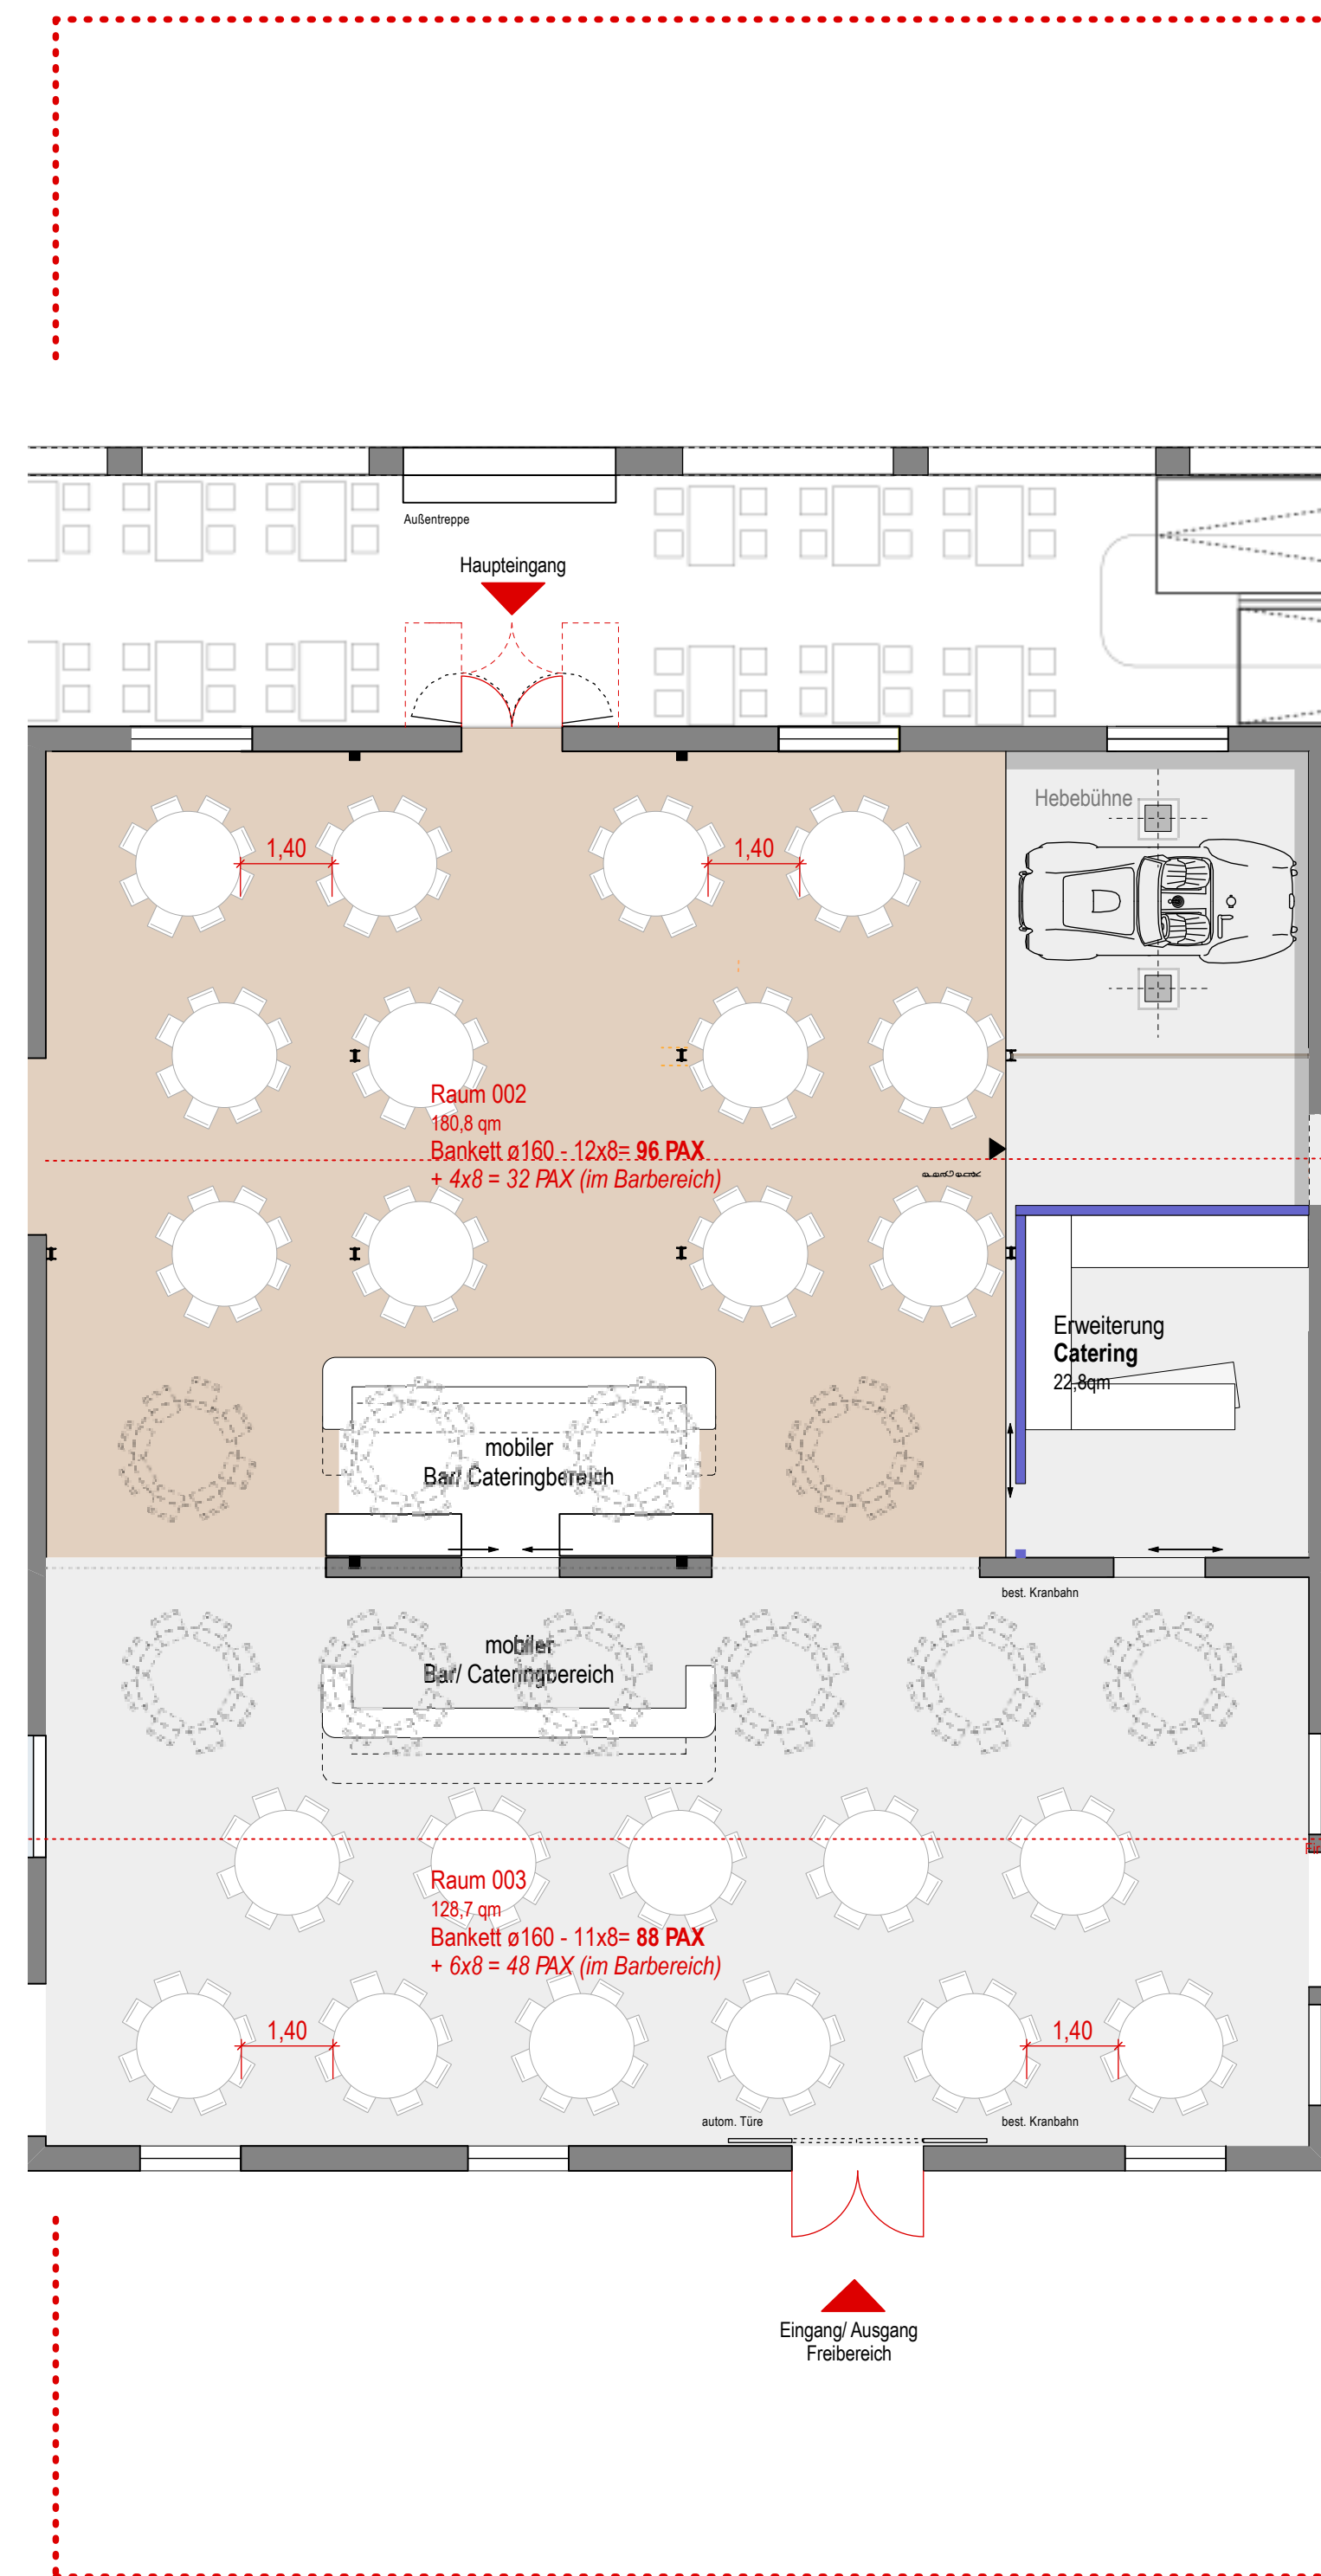 Außentreppe
Haupteingang
Hebebühne
1,40
1,40
Raum 002
180,8 qm
Bankett ø160 - 12x8= 96 PAX
+ 4x8 = 32 PAX (im Barbereich)
Erweiterung
Catering
22,8qm
mobiler
Bar/ Cateringbereich
best. Kranbahn
mobiler
Bar/ Cateringbereich
Raum 003
128,7 qm
Bankett ø160 - 11x8= 88 PAX
+ 6x8 = 48 PAX (im Barbereich)
1,40
1,40
autom. Türe
best. Kranbahn
Eingang/ Ausgang
Freibereich